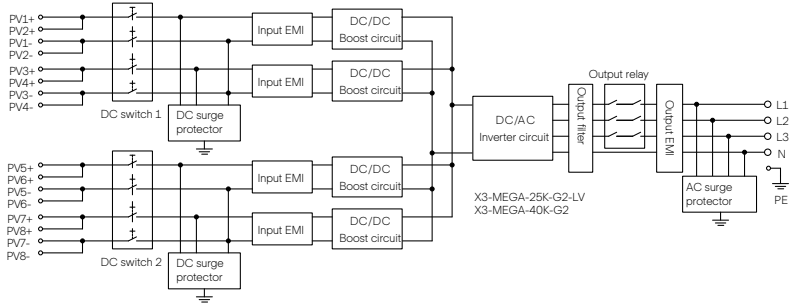 PV1+
PV2+
PV1-
PV2-
PV3+
PV4+
PV3-
PV4-
DC switch 1
DC surge
protector
Input EMI
DC/DC
Boost circuit
Input EMI
DC/DC
Boost circuit
PV5+
PV6+
PV5-
PV6-
PV7+
PV8+
PV7-
PV8-
DC switch 2
DC surge
protector
Input EMI
DC/DC
Boost circuit
Input EMI
DC/DC
Boost circuit
DC/AC
Inverter circuit
X3-MEGA-25K-G2-LV
X3-MEGA-40K-G2
Output filter
Output relay
Output EMI
L1
L2
L3
N
PE
AC surge
protector